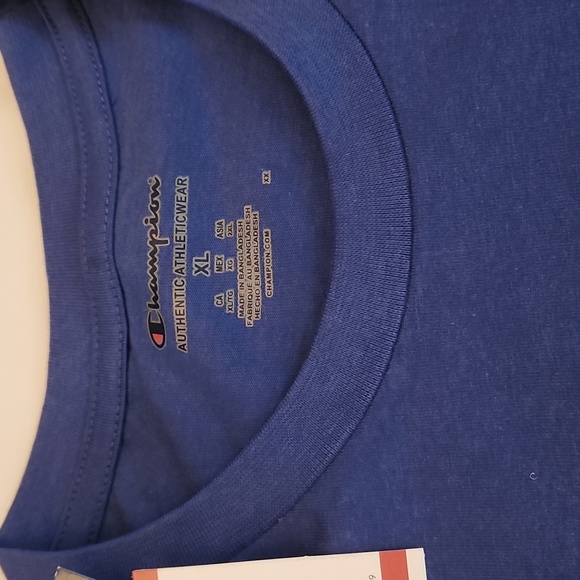 Champion
AUTHENTIC ATHLETICWEAR
XL
CA MEX ASIA
XL/TG XG 2XL
MADE IN BANGLADESH
FABRIQUÉ AU BANGLADESH
HECHO EN BANGLADESH
CHAMPION.COM
XX